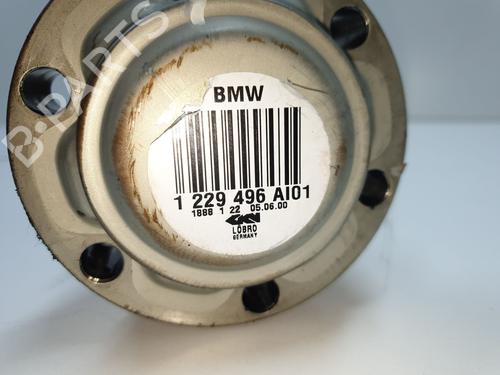 B-PARTS
BMW
1 229 496 AI01
1888 1 22 05.06.00
GKN
LÖBRO
GERMANY